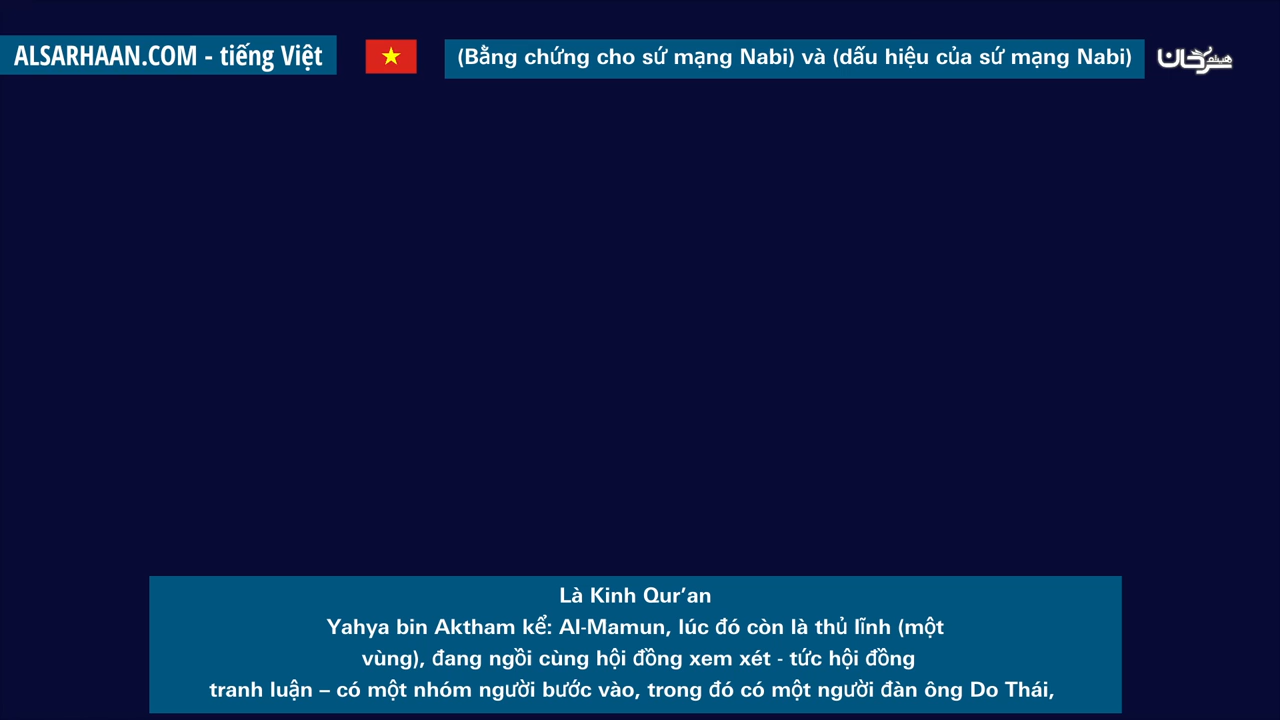 ALSARHAAN.COM - tiếng Việt
(Bằng chứng cho sứ mạng Nabi) và (dấu hiệu của sứ mạng Nabi)
هيثم سرحان
Là Kinh Qur’an
Yahya bin Aktham kể: Al-Mamun, lúc đó còn là thủ lĩnh (một
vùng), đang ngồi cùng hội đồng xem xét - tức hội đồng
tranh luận – có một nhóm người bước vào, trong đó có một người đàn ông Do Thái,